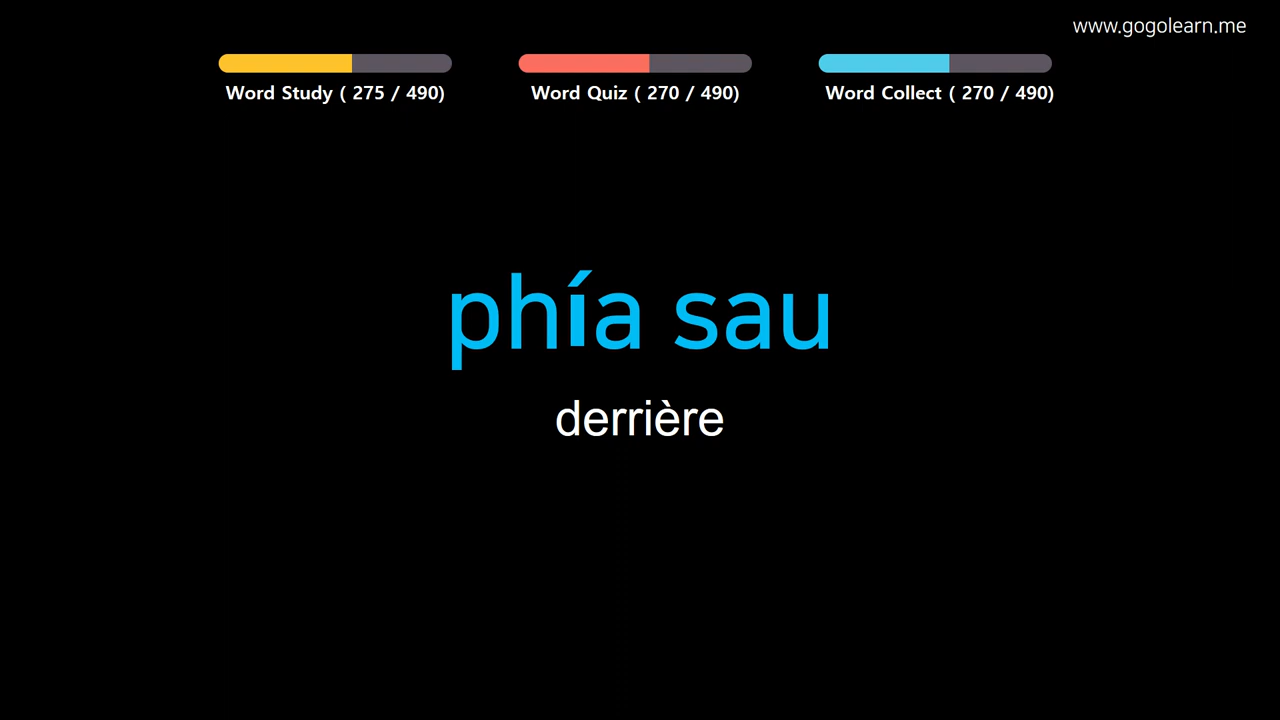 www.gogolearn.me
Word Study ( 275 / 490)
Word Quiz ( 270 / 490)
Word Collect ( 270 / 490)
phía sau
derrière